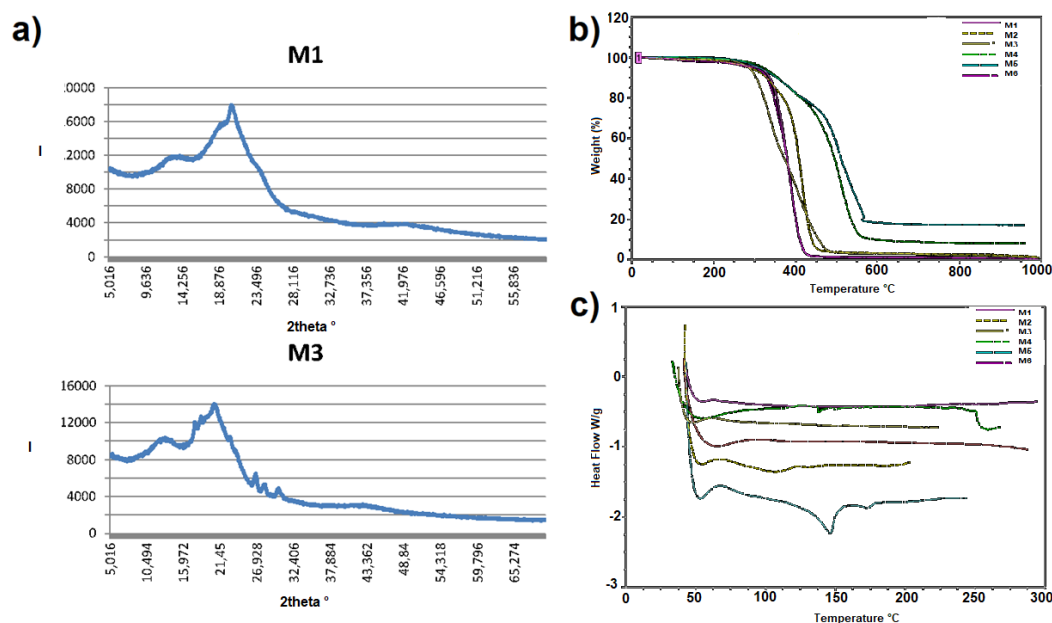 a)
M1
I
20000
16000
12000
8000
4000
0
5,016 9,636 14,256 18,876 23,496 28,116 32,736 37,356 41,976 46,596 51,216 55,836
2theta °
M3
I
16000
12000
8000
4000
0
5,016 10,494 15,972 21,45 26,928 32,406 37,884 43,362 48,84 54,318 59,796 65,274
2theta °
b)
Weight (%)
120
100
80
60
40
20
0
0 200 400 600 800 1000
Temperature °C
M1
M2
M3
M4
M5
M6
c)
Heat Flow W/g
1
0
-1
-2
-3
0 50 100 150 200 250 300
Temperature °C
M1
M2
M3
M4
M5
M6